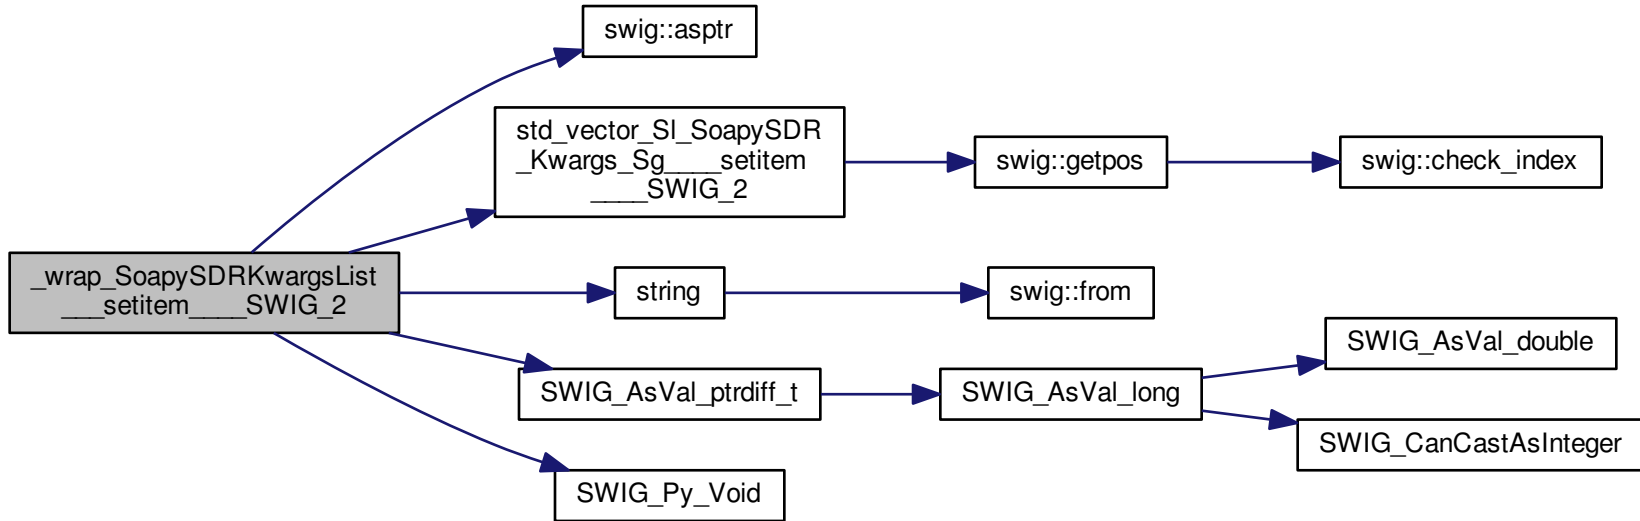 swig::asptr
std_vector_Sl_SoapySDR
_Kwargs_Sg____setitem
____SWIG_2
swig::getpos
swig::check_index
_wrap_SoapySDRKwargsList
___setitem____SWIG_2
string
swig::from
SWIG_AsVal_ptrdiff_t
SWIG_AsVal_long
SWIG_AsVal_double
SWIG_CanCastAsInteger
SWIG_Py_Void